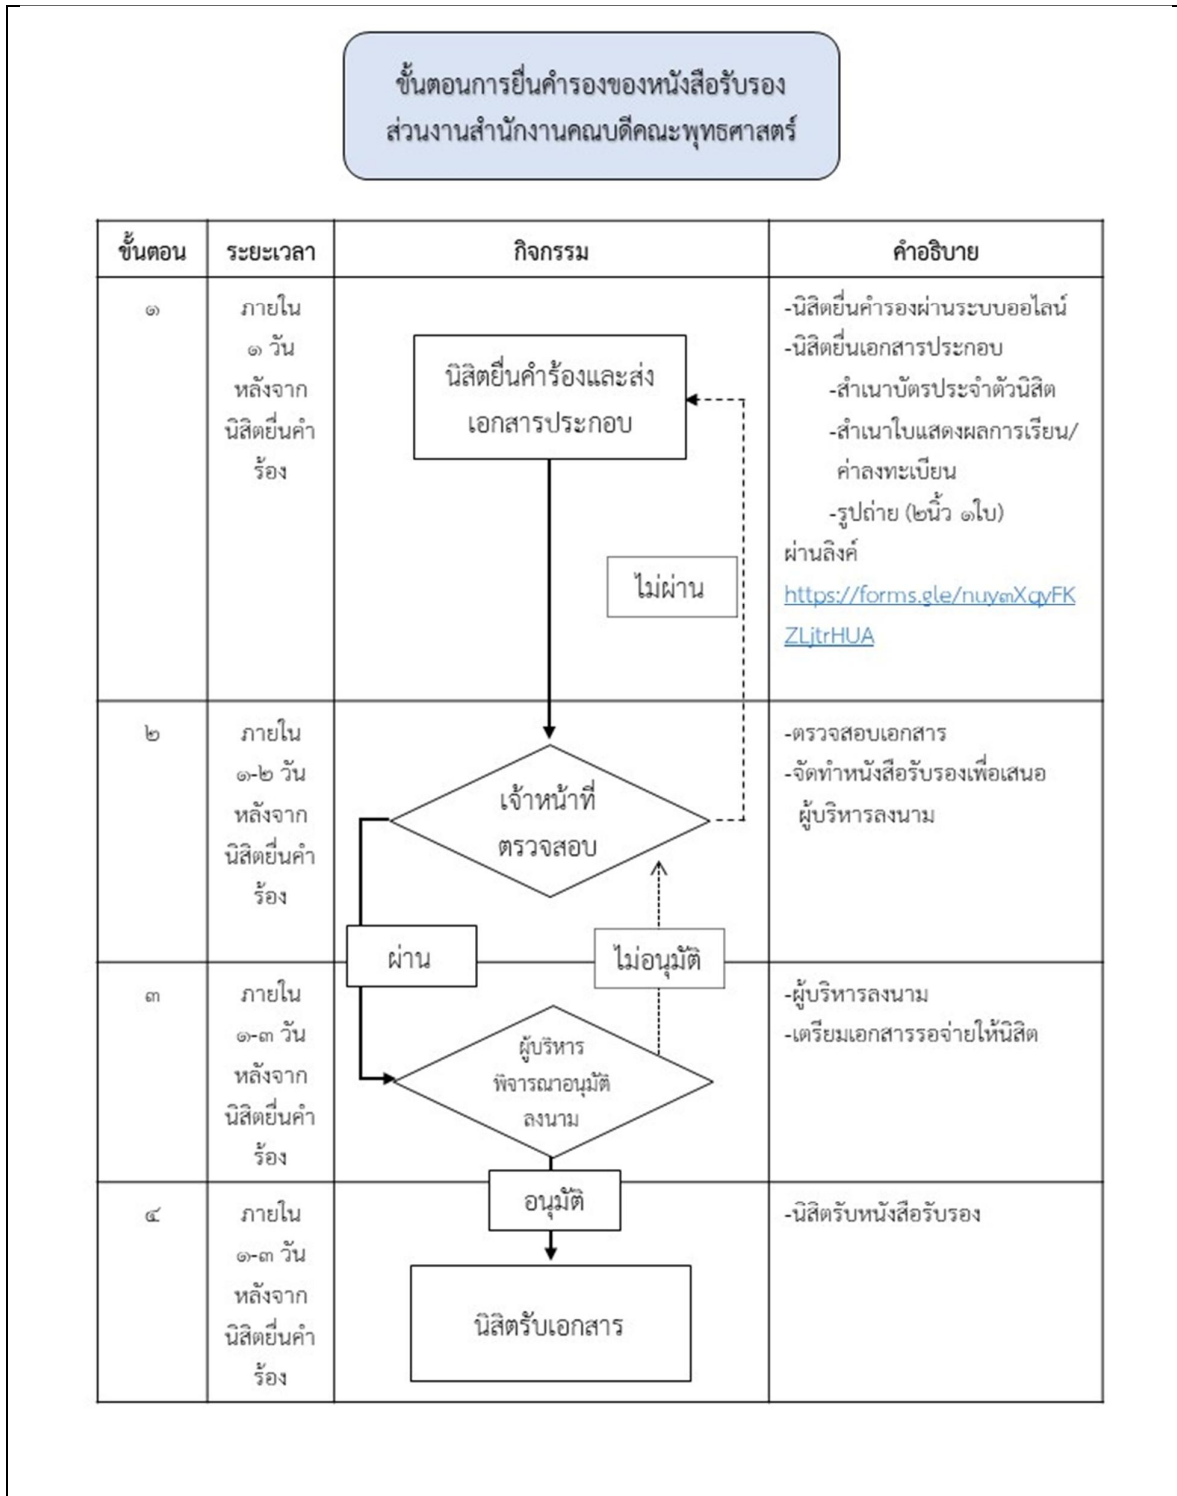 ขั้นตอนการยื่นคำรองของหนังสือรับรอง
ส่วนงานสำนักงานคณบดีคณะพุทธศาสตร์
ขั้นตอน
ระยะเวลา
กิจกรรม
คำอธิบาย
๑
ภายใน
๑ วัน
หลังจาก
นิสิตยื่นคำ
ร้อง
นิสิตยื่นคำร้องและส่ง
เอกสารประกอบ
ไม่ผ่าน
-นิสิตยื่นคำรองผ่านระบบออนไลน์
-นิสิตยื่นเอกสารประกอบ
-สำเนาบัตรประจำตัวนิสิต
-สำเนาใบแสดงผลการเรียน/
ค่าลงทะเบียน
-รูปถ่าย (๒นิ้ว ๑ใบ)
ผ่านลิงค์
https://forms.gle/nuy๓XqyFK
ZLjtrHUA
๒
ภายใน
๑-๒ วัน
หลังจาก
นิสิตยื่นคำ
ร้อง
เจ้าหน้าที่
ตรวจสอบ
ผ่าน
ไม่อนุมัติ
-ตรวจสอบเอกสาร
-จัดทำหนังสือรับรองเพื่อเสนอ
ผู้บริหารลงนาม
๓
ภายใน
๑-๓ วัน
หลังจาก
นิสิตยื่นคำ
ร้อง
ผู้บริหาร
พิจารณาอนุมัติ
ลงนาม
-ผู้บริหารลงนาม
-เตรียมเอกสารรอจ่ายให้นิสิต
๔
ภายใน
๑-๓ วัน
หลังจาก
นิสิตยื่นคำ
ร้อง
อนุมัติ
นิสิตรับเอกสาร
-นิสิตรับหนังสือรับรอง